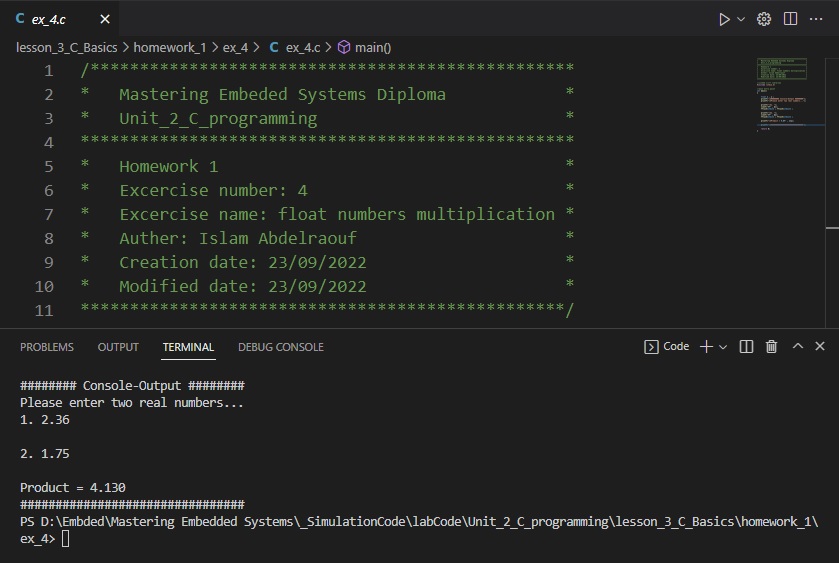 C ex_4.c ×
lesson_3_C_Basics > homework_1 > ex_4 > C ex_4.c > main()
1 /*************************************************
2 * Mastering Embeded Systems Diploma *
3 * Unit_2_C_programming *
4 **************************************************
5 * Homework 1 *
6 * Excercise number: 4 *
7 * Excercise name: float numbers multiplication *
8 * Auther: Islam Abdelraouf *
9 * Creation date: 23/09/2022 *
10 * Modified date: 23/09/2022 *
11 *************************************************/
PROBLEMS OUTPUT TERMINAL DEBUG CONSOLE Code
######## Console-Output ########
Please enter two real numbers...
1. 2.36
2. 1.75
Product = 4.130
################################
PS D:\Embded\Mastering Embedded Systems\_SimulationCode\labCode\Unit_2_C_programming\lesson_3_C_Basics\homework_1\
ex_4>